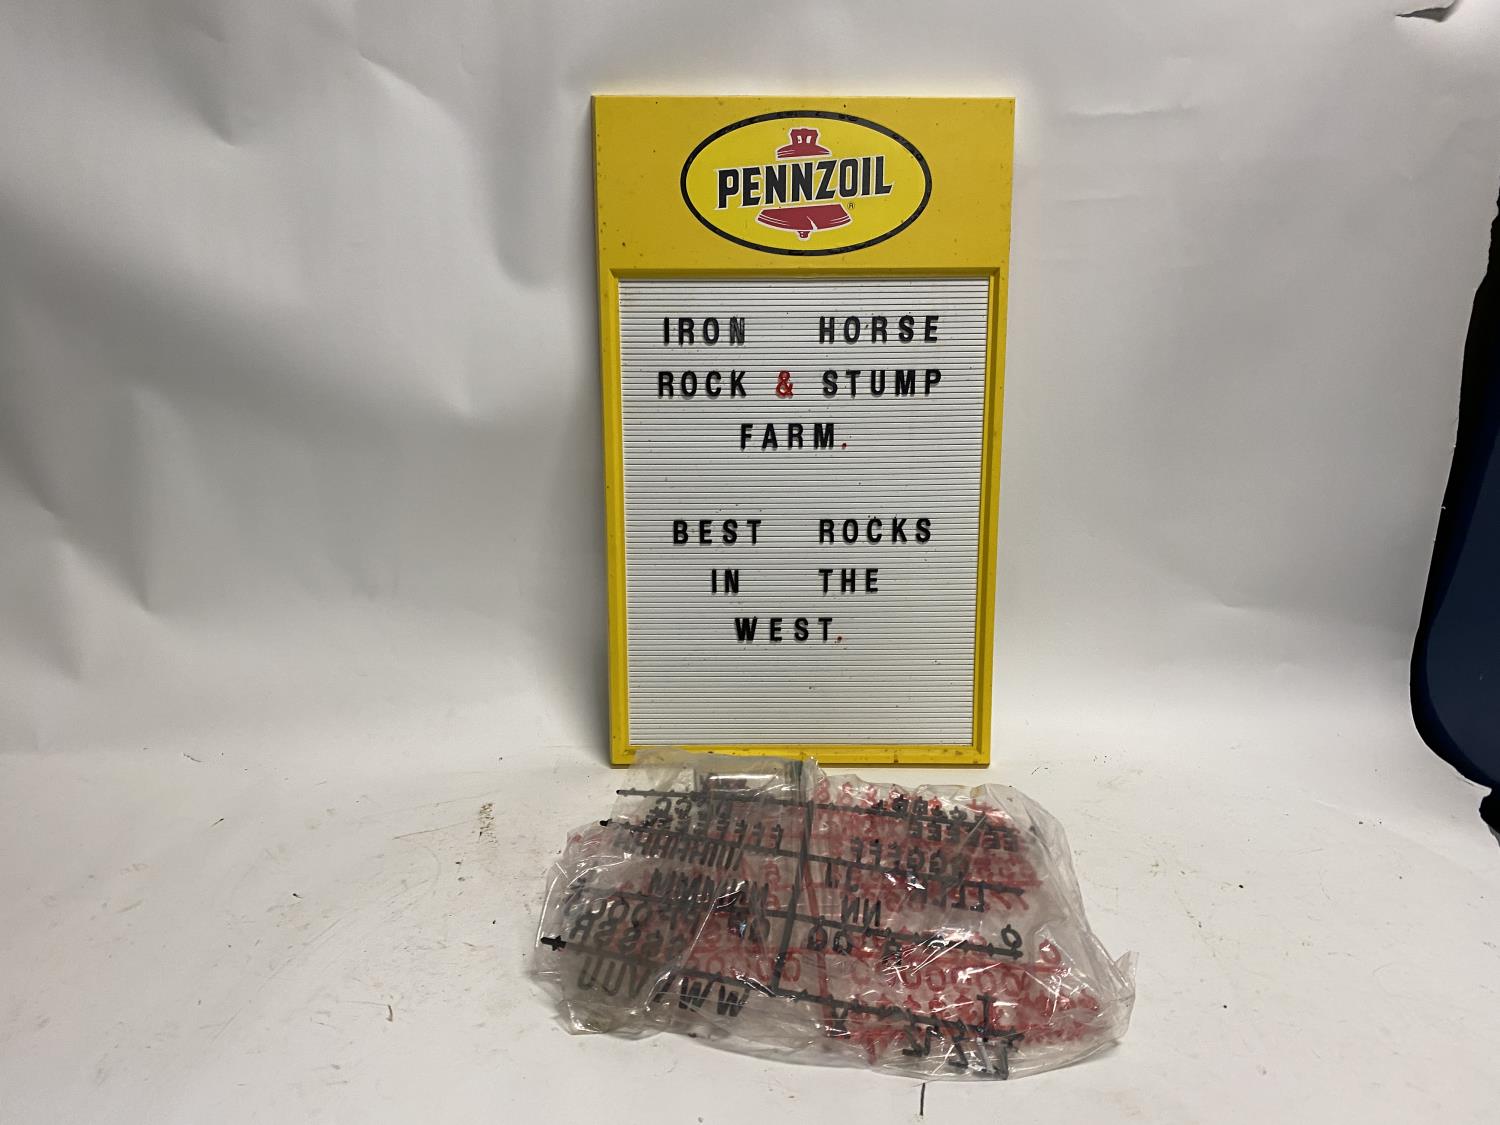 PENNZOIL
®
IRON HORSE
ROCK & STUMP
FARM.
BEST ROCKS
IN THE
WEST.